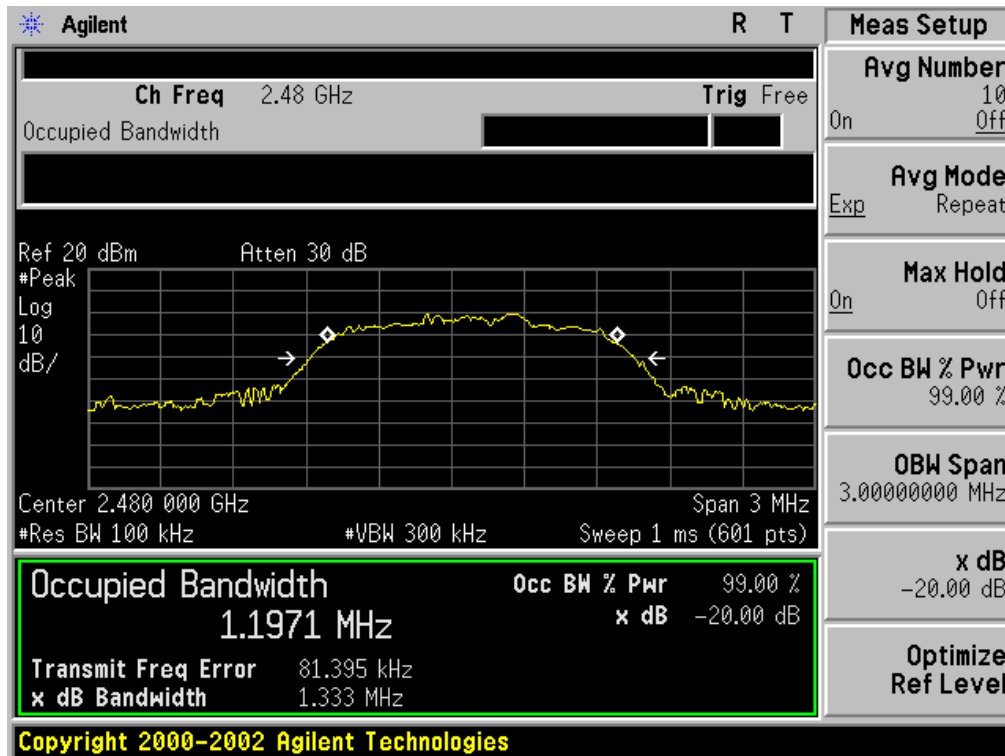 Agilent R T
Meas Setup
Ch Freq 2.48 GHz Trig Free
Occupied Bandwidth
Ref 20 dBm Atten 30 dB
#Peak
Log
10
dB/
Center 2.480 000 GHz Span 3 MHz
#Res BW 100 kHz #VBW 300 kHz Sweep 1 ms (601 pts)
Occupied Bandwidth
1.1971 MHz
Occ BW % Pwr 99.00 %
x dB -20.00 dB
Transmit Freq Error 81.395 kHz
x dB Bandwidth 1.333 MHz
Avg Number
10
On Off
Avg Mode
Exp Repeat
Max Hold
On Off
Occ BW % Pwr
99.00 %
OBW Span
3.00000000 MHz
x dB
-20.00 dB
Optimize
Ref Level
Copyright 2000-2002 Agilent Technologies